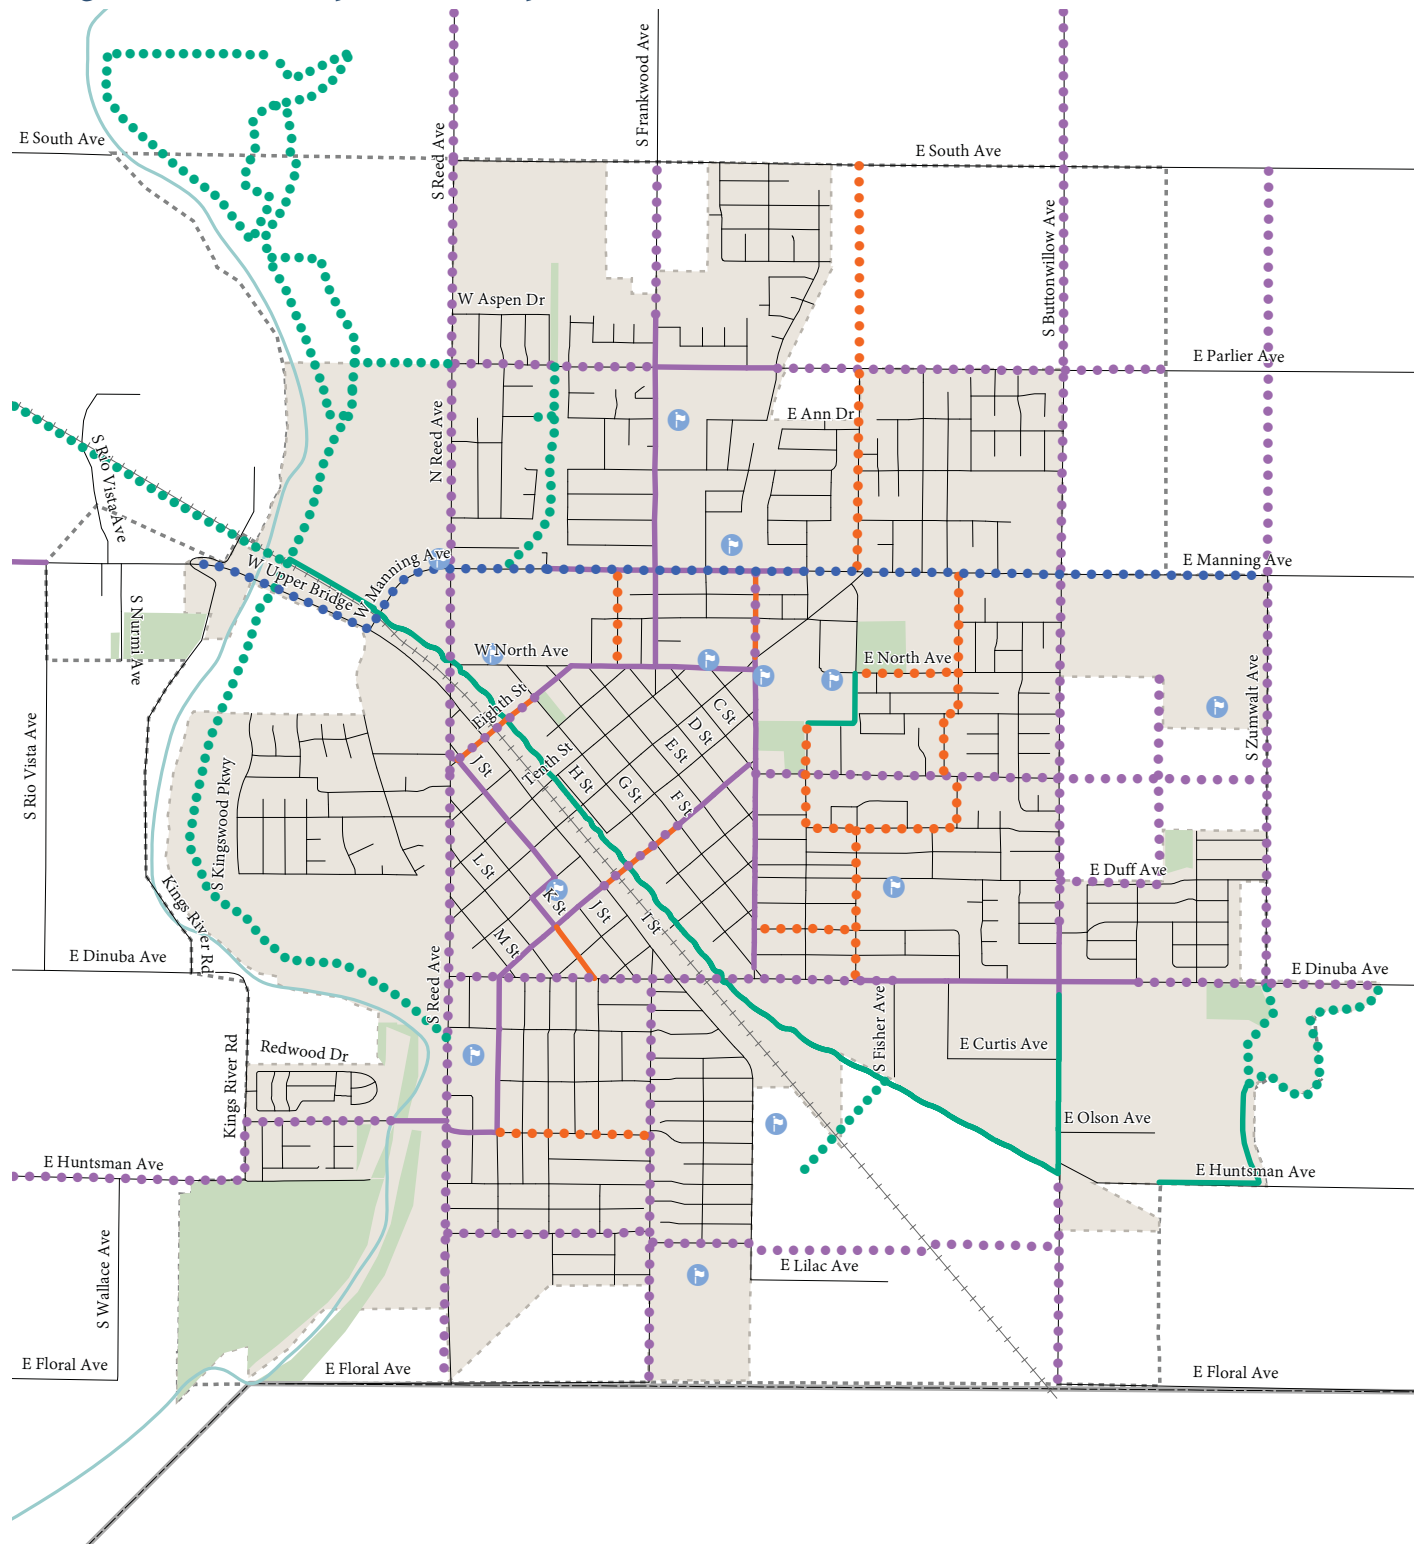 S Frankwood Ave
E South Ave
S Reed Ave
E South Ave
S Buttonwillow Ave
W Aspen Dr
E Parlier Ave
E Ann Dr
N Reed Ave
S Rio Vista Ave
W Manning Ave
E Manning Ave
W Upper Bridge
S Nurmi Ave
W North Ave
E North Ave
Eighth St
C St
D St
E St
S Zumwalt Ave
S Rio Vista Ave
J St
Tenth St
H St
G St
F St
S Kingswood Pkwy
L St
E Duff Ave
K St
J St
I St
Kings River Rd
M St
E Dinuba Ave
S Reed Ave
E Dinuba Ave
S Fisher Ave
Kings River Rd
Redwood Dr
E Curtis Ave
E Olson Ave
E Huntsman Ave
E Huntsman Ave
S Wallace Ave
E Lilac Ave
E Floral Ave
E Floral Ave
E Floral Ave